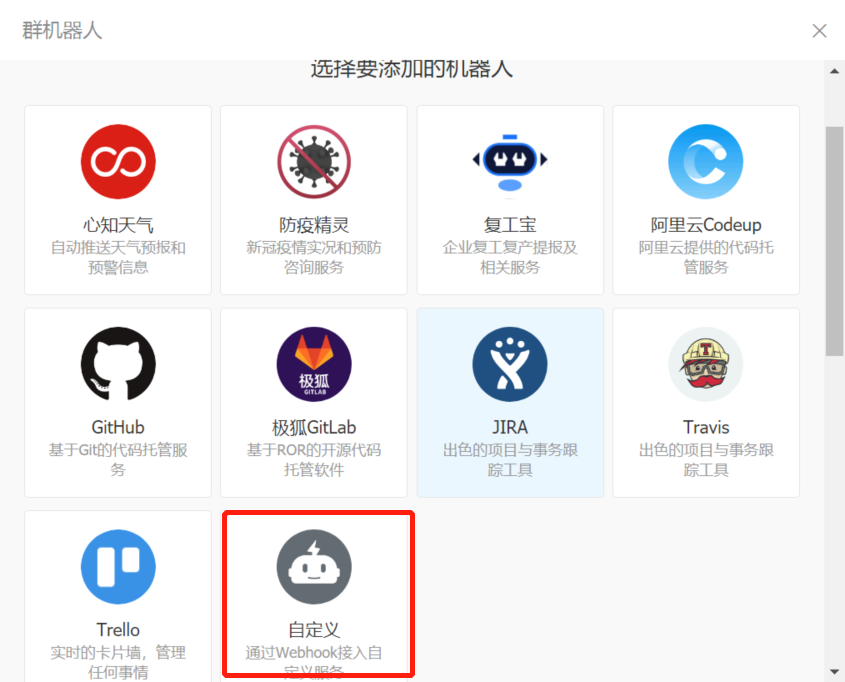 群机器人
选择要添加的机器人
心知天气
自动推送天气预报和
预警信息
防疫精灵
新冠疫情实况和预防
咨询服务
复工宝
企业复工复产提报及
相关服务
阿里云Codeup
阿里云提供的代码托
管服务
GitHub
基于Git的代码托管服
务
极狐
GITLAB
极狐GitLab
基于ROR的开源代码
托管软件
JIRA
出色的项目与事务跟
踪工具
T
Travis
出色的项目与事务跟
踪工具
Trello
实时的卡片墙，管理
任何事情
自定义
通过Webhook接入自
定义服务